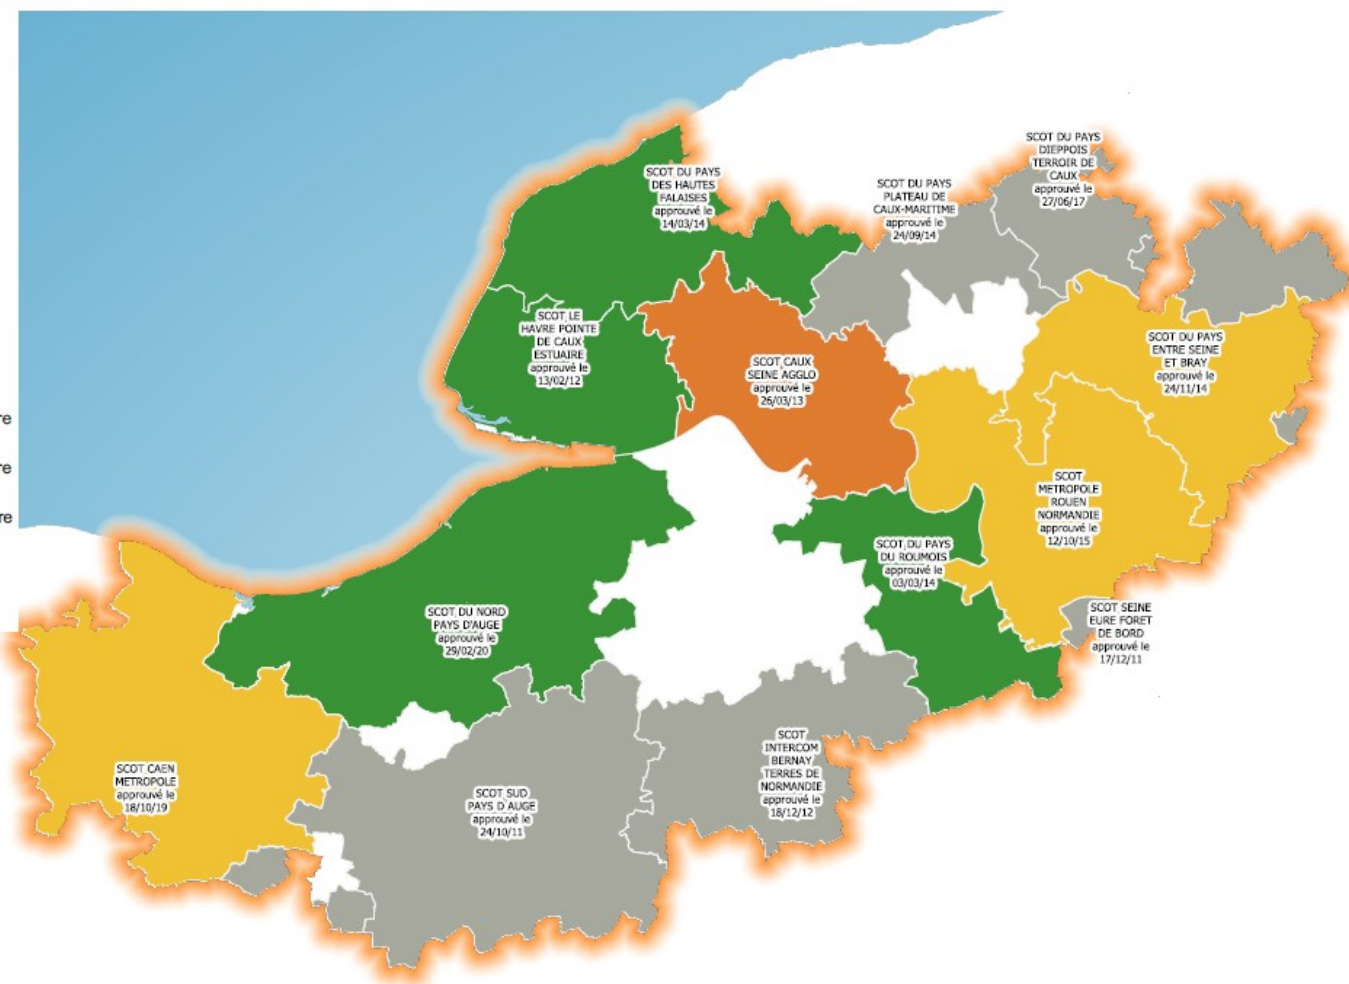 SCOT DU PAYS
DIEPPOIS
TERROIR DE
CAUX
approuvé le
27/06/17
SCOT DU PAYS
DES HAUTES
FALAISES
approuvé le
14/03/14
SCOT DU PAYS
PLATEAU DE
CAUX-MARITIME
approuvé le
24/09/14
SCOT LE
HAVRE POINTE
DE CAUX
ESTUAIRE
approuvé le
13/02/12
SCOT DU PAYS
ENTRE SEINE
ET BRAY
approuvé le
24/11/14
SCOT CAUX
SEINE AGGLO
approuvé le
26/03/13
re
re
re
SCOT
METROPOLE
ROUEN
NORMANDIE
approuvé le
12/10/15
SCOT DU PAYS
DU ROUMOIS
approuvé le
03/03/14
SCOT DU NORD
PAYS D'AUGE
approuvé le
29/02/20
SCOT SEINE
EURE FORET
DE BORD
approuvé le
17/12/11
SCOT
INTERCOM
BERNAY
TERRES DE
NORMANDIE
approuvé le
18/12/12
SCOT CAEN
METROPOLE
approuvé le
18/10/19
SCOT SUD
PAYS D'AUGE
approuvé le
24/10/11